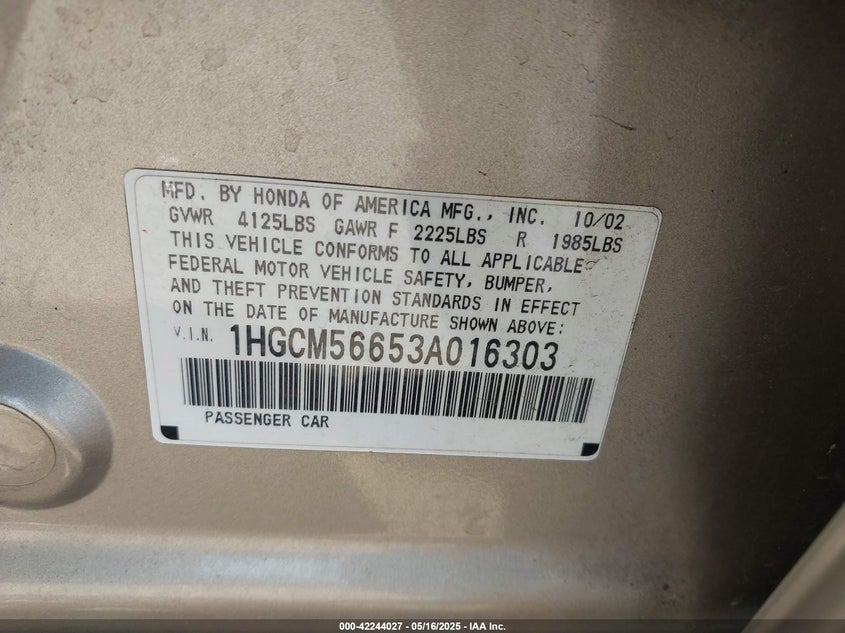 MFD. BY HONDA OF AMERICA MFG., INC. 10/02
GVWR 4125LBS GAWR F 2225LBS R 1985LBS
THIS VEHICLE CONFORMS TO ALL APPLICABLE
FEDERAL MOTOR VEHICLE SAFETY, BUMPER,
AND THEFT PREVENTION STANDARDS IN EFFECT
ON THE DATE OF MANUFACTURE SHOWN ABOVE:
V.I.N. 1HGCM56653A016303
PASSENGER CAR
000-42244027 - 05/16/2025 - IAA Inc.